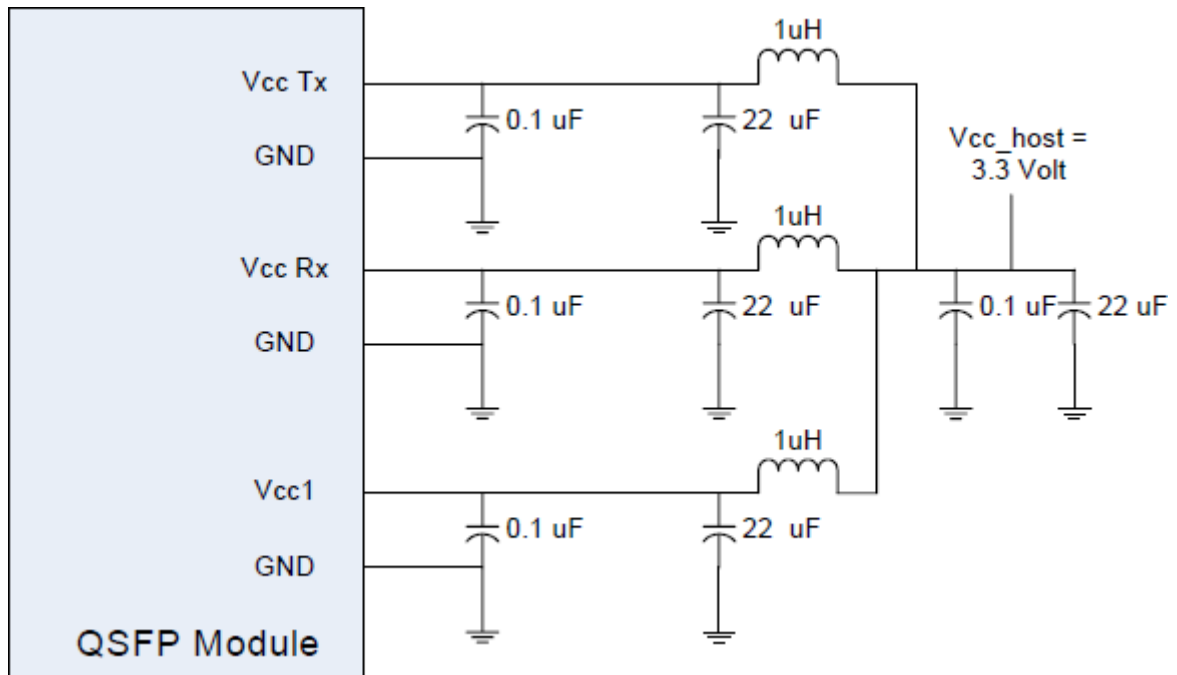 1uH
Vcc Tx
0.1 uF
22 uF
GND
Vcc_host =
3.3 Volt
1uH
Vcc Rx
0.1 uF
22 uF
0.1 uF
22 uF
GND
1uH
Vcc1
0.1 uF
22 uF
GND
QSFP Module